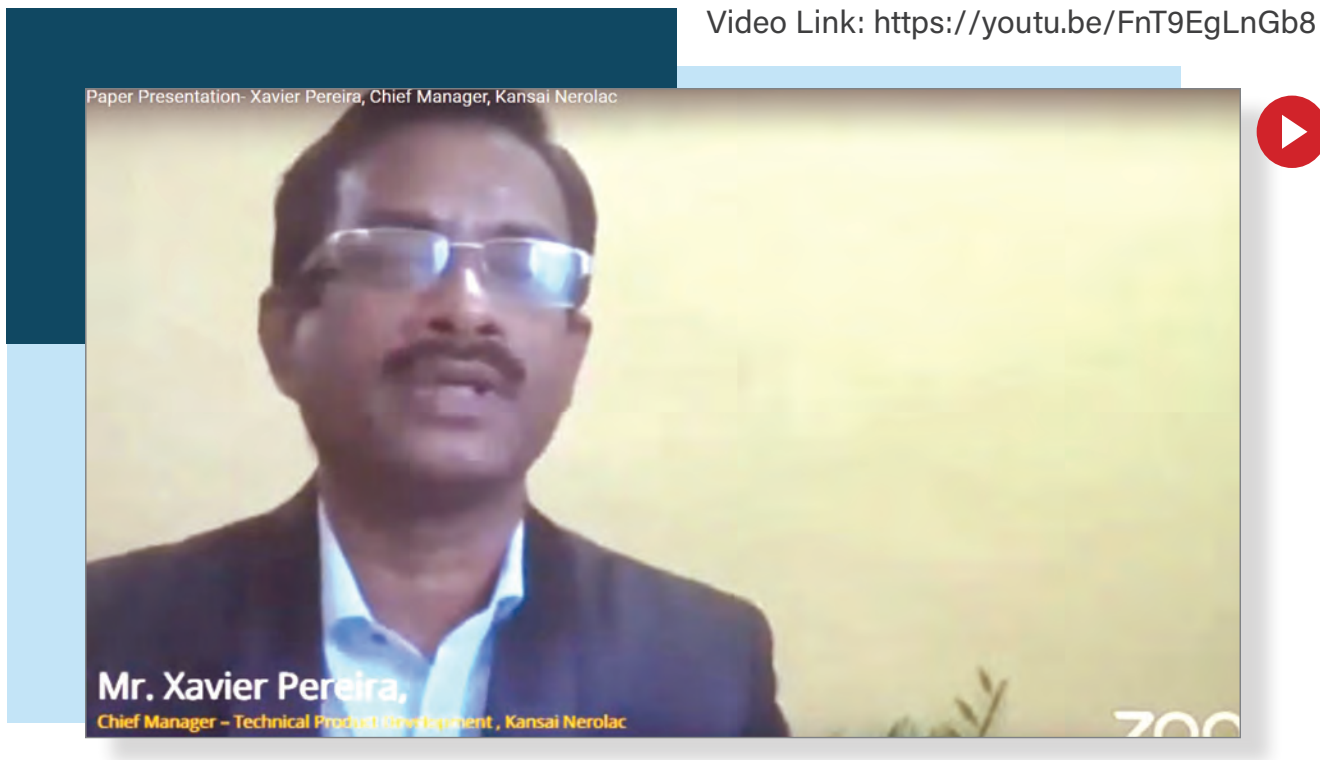 Video Link: https://youtu.be/FnT9EgLnGb8
Paper Presentation- Xavier Pereira, Chief Manager, Kansai Nerolac
Mr. Xavier Pereira,
Chief Manager – Technical Product Development , Kansai Nerolac